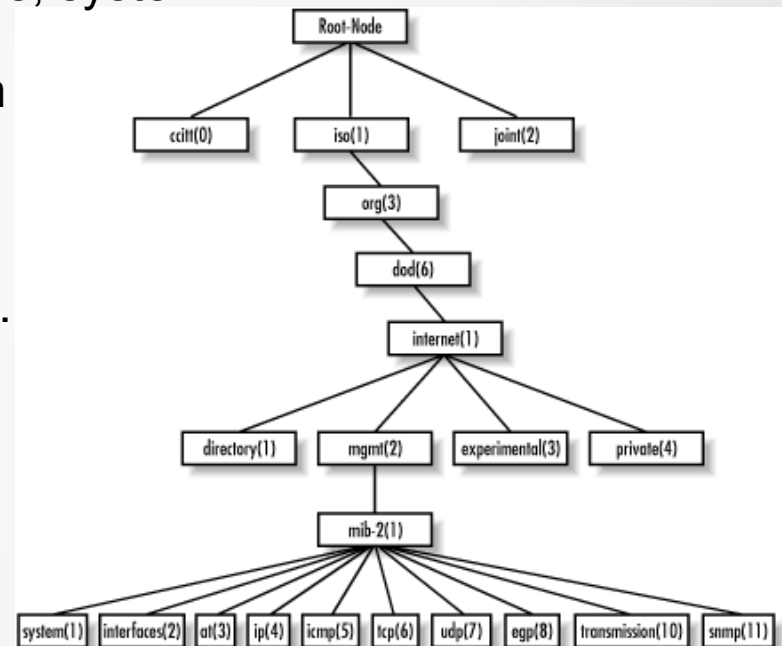 Root-Node
ccitt(0) iso(1) joint(2)
org(3)
dod(6)
.
internet(1)
directory(1) mgmt(2) experimental(3) private(4)
mib-2(1)
system(1) interfaces(2) at(3) ip(4) icmp(5) tcp(6) udp(7) egp(8) transmission(10) snmp(11)